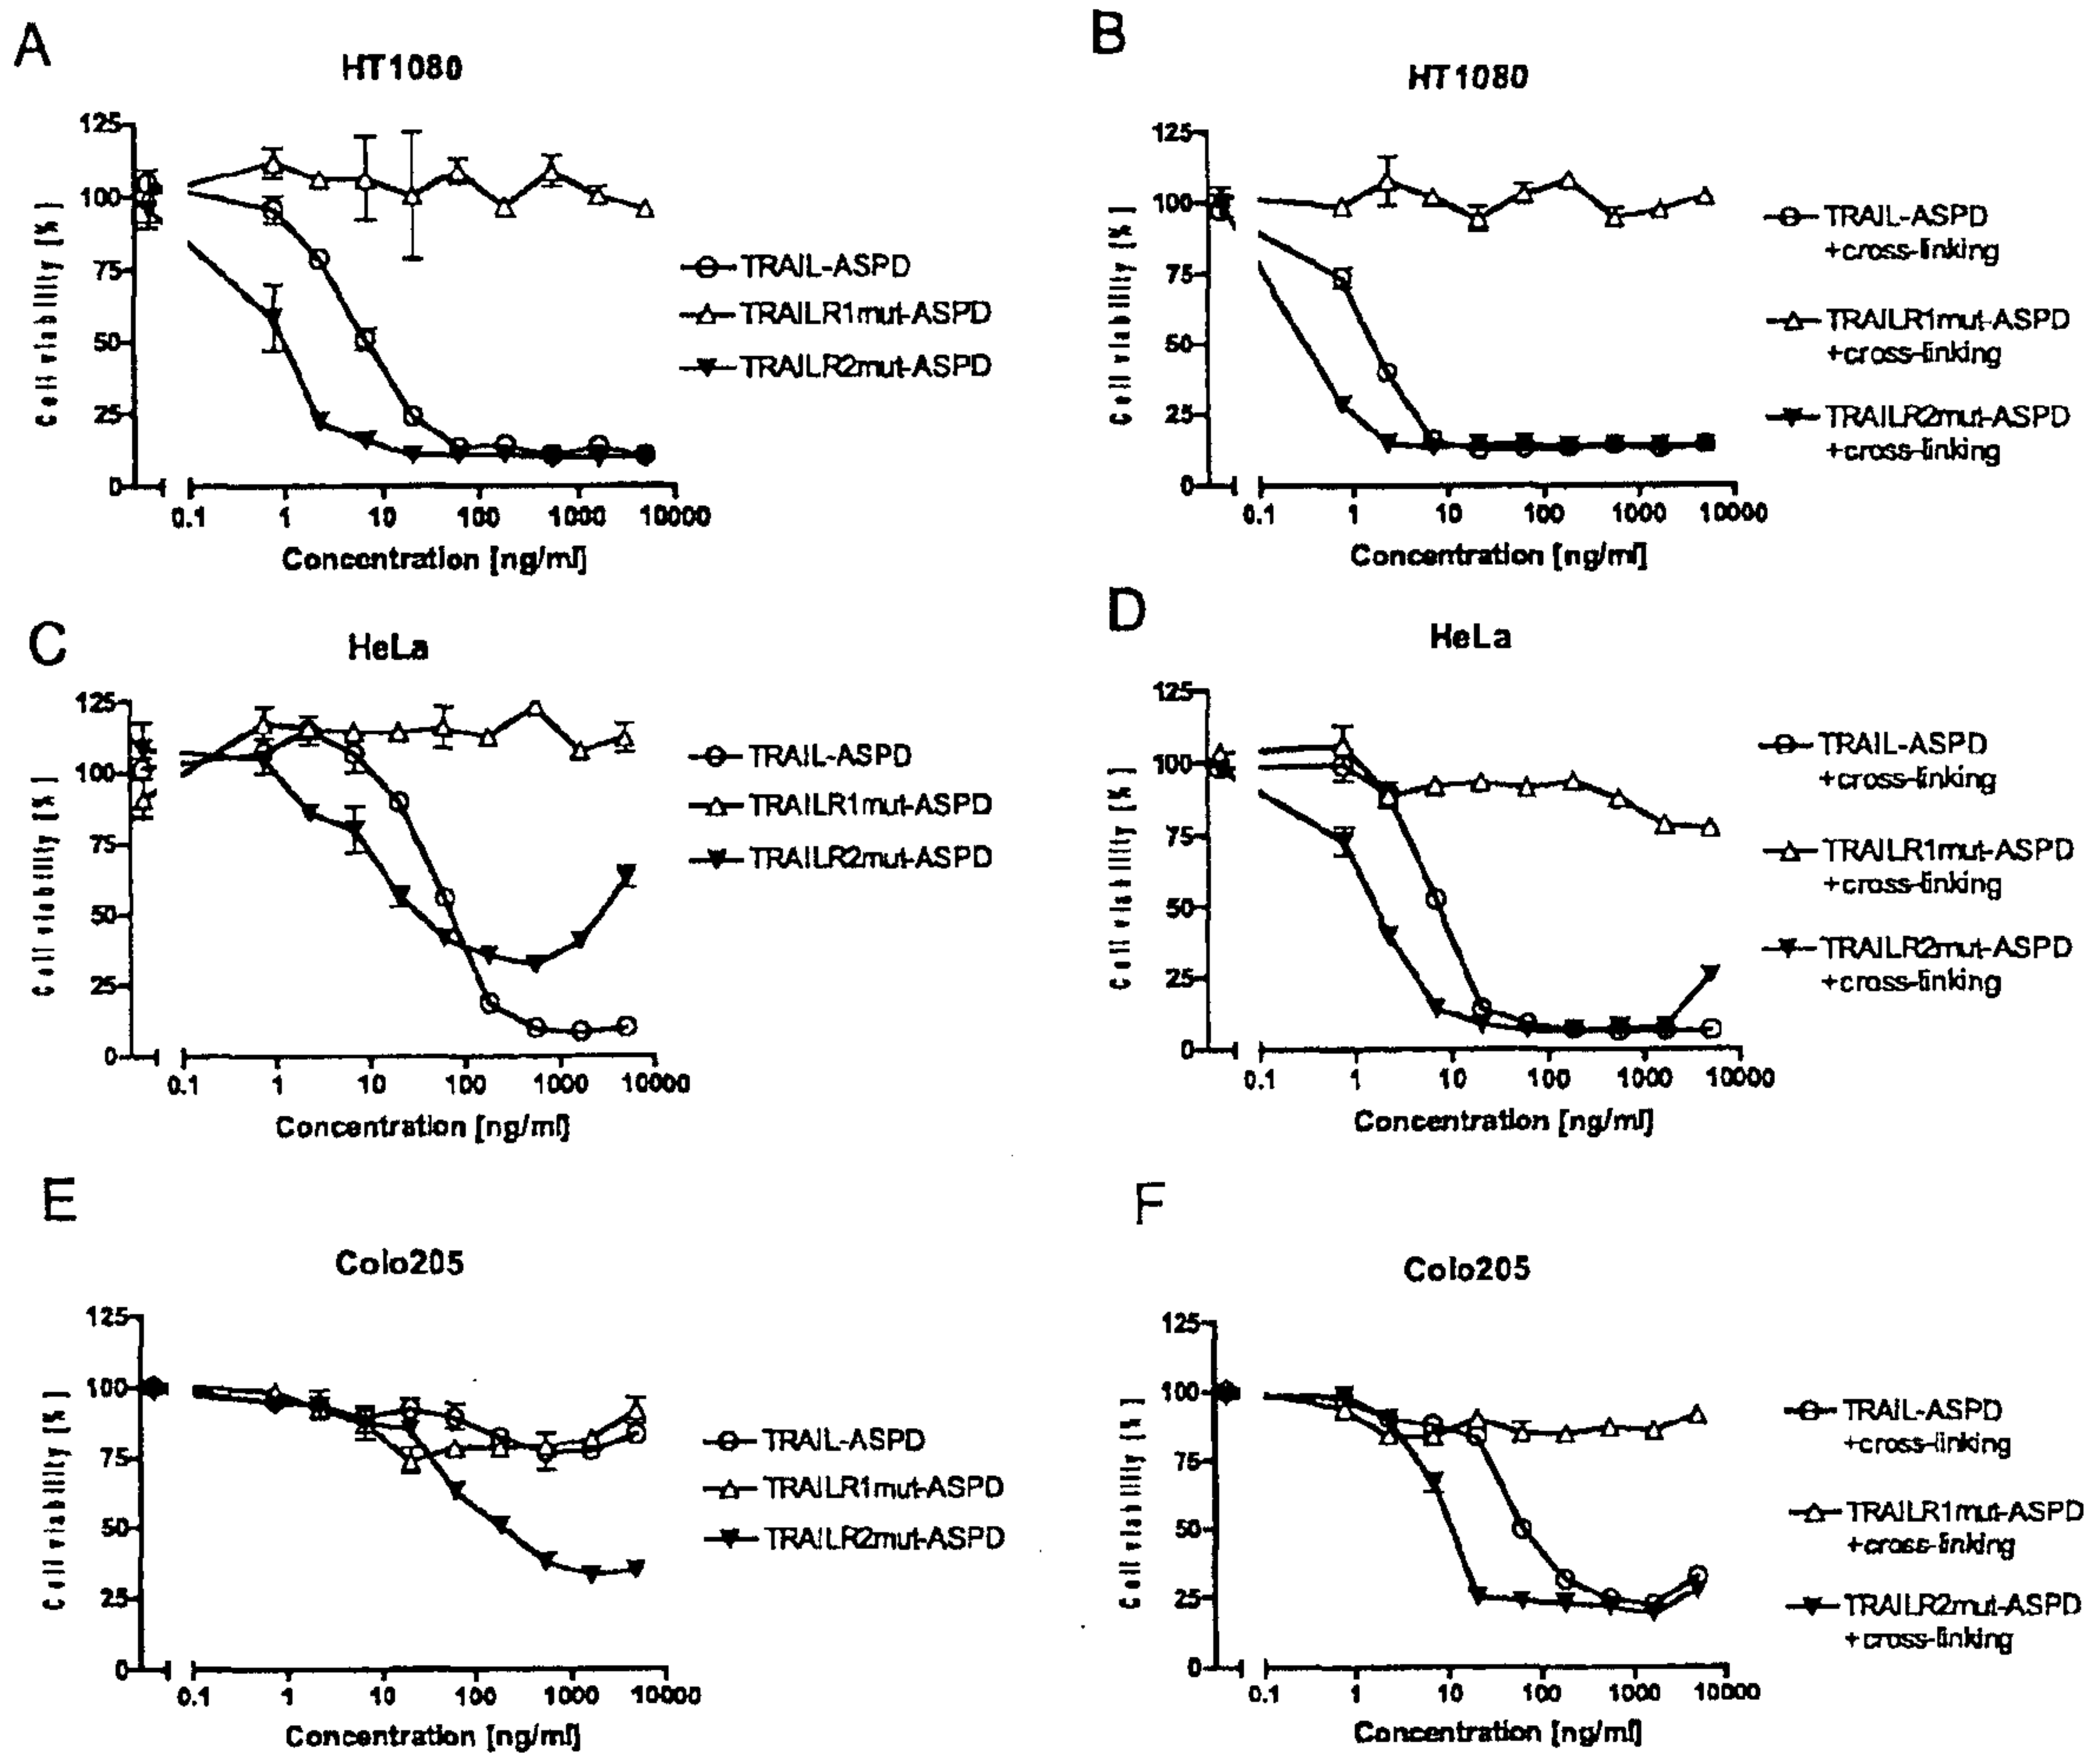 A
HT1080
125
100
75
50
25
0
Cell viability [%]
0.1 1 10 100 1000 10000
Concentration [ng/ml]
TRAIL-ASPD
TRAILR1mut-ASPD
TRAILR2mut-ASPD
B
HT1080
125
100
75
50
25
0
Cell viability [%]
0.1 1 10 100 1000 10000
Concentration [ng/ml]
TRAIL-ASPD
+cross-linking
TRAILR1mut-ASPD
+cross-linking
TRAILR2mut-ASPD
+cross-linking
C
HeLa
125
100
75
50
25
0
Cell viability [%]
0.1 1 10 100 1000 10000
Concentration [ng/ml]
TRAIL-ASPD
TRAILR1mut-ASPD
TRAILR2mut-ASPD
D
HeLa
125
100
75
50
25
0
Cell viability [%]
0.1 1 10 100 1000 10000
Concentration [ng/ml]
TRAIL-ASPD
+cross-linking
TRAILR1mut-ASPD
+cross-linking
TRAILR2mut-ASPD
+cross-linking
E
Colo205
125
100
75
50
25
0
Cell viability [%]
0.1 1 10 100 1000 10000
Concentration [ng/ml]
TRAIL-ASPD
TRAILR1mut-ASPD
TRAILR2mut-ASPD
F
Colo205
125
100
75
50
25
0
Cell viability [%]
0.1 1 10 100 1000 10000
Concentration [ng/ml]
TRAIL-ASPD
+cross-linking
TRAILR1mut-ASPD
+cross-linking
TRAILR2mut-ASPD
+cross-linking